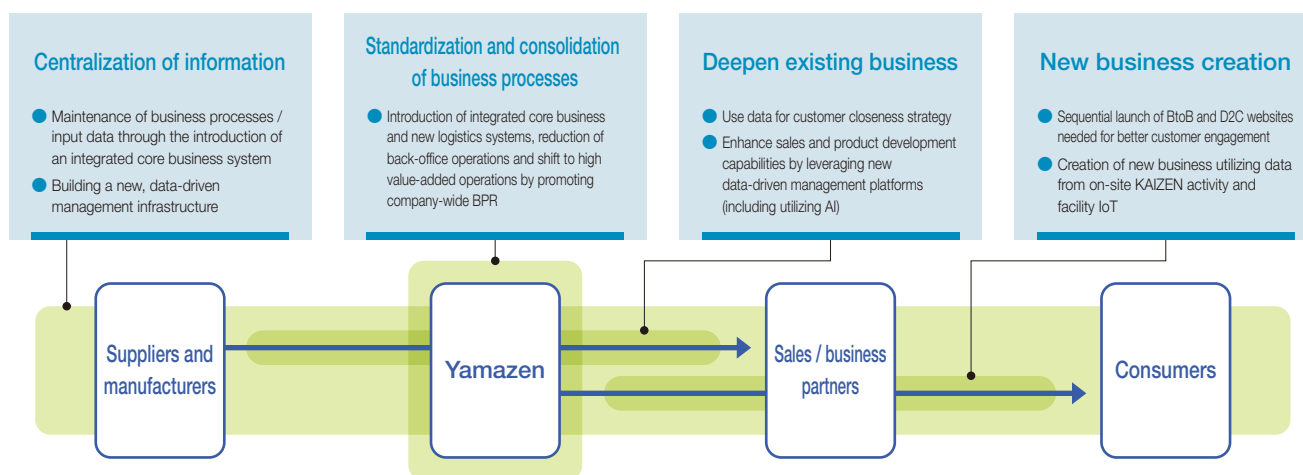 Centralization of information
● Maintenance of business processes /
input data through the introduction of
an integrated core business system
● Building a new, data-driven
management infrastructure
Standardization and consolidation
of business processes
● Introduction of integrated core business
and new logistics systems, reduction of
back-office operations and shift to high
value-added operations by promoting
company-wide BPR
Deepen existing business
● Use data for customer closeness strategy
● Enhance sales and product development
capabilities by leveraging new
data-driven management platforms
(including utilizing AI)
New business creation
● Sequential launch of BtoB and D2C websites
needed for better customer engagement
● Creation of new business utilizing data
from on-site KAIZEN activity and
facility IoT
Suppliers and
manufacturers
Yamazen
Sales / business
partners
Consumers